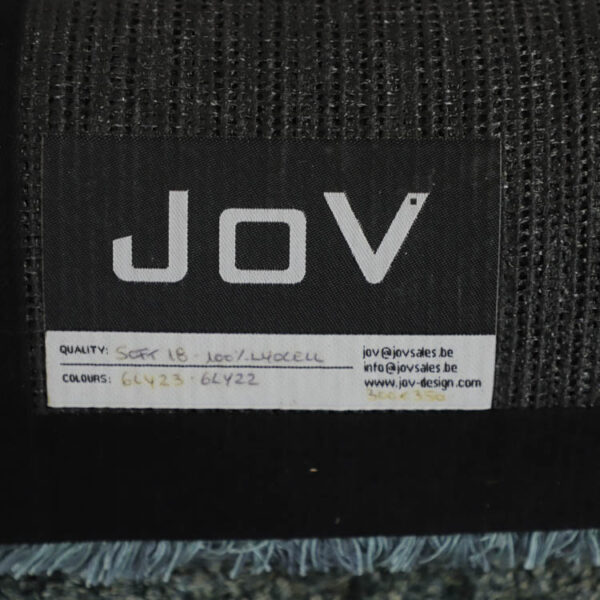 JoV
QUALITY: SOFT 18 - 100% LYOCELL
COLOURS: 6LY23 - 6LY22
jov@jovsales.be
info@jovsales.be
www.jov-design.com
300x350